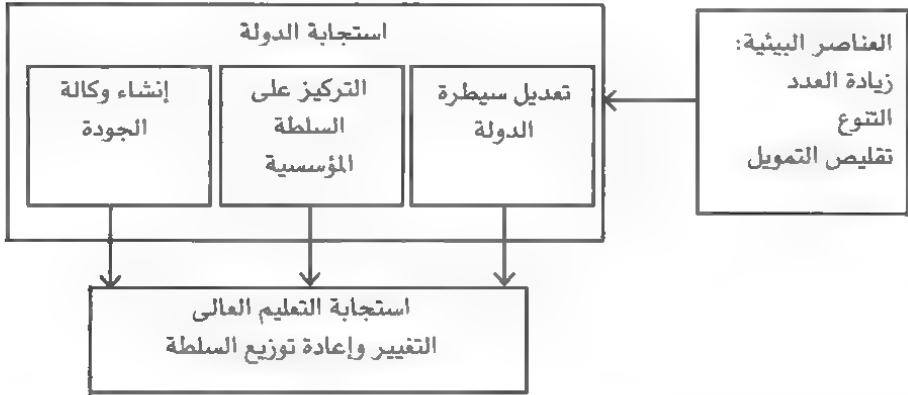 العناصر البيئية:
زيادة العدد
التنوع
تقليص التمويل
استجابة الدولة
تعديل سيطرة
الدولة
التركيز على
السلطة
المؤسسية
إنشاء وكالة
الجودة
استجابة التعليم العالى
التغيير وإعادة توزيع السلطة